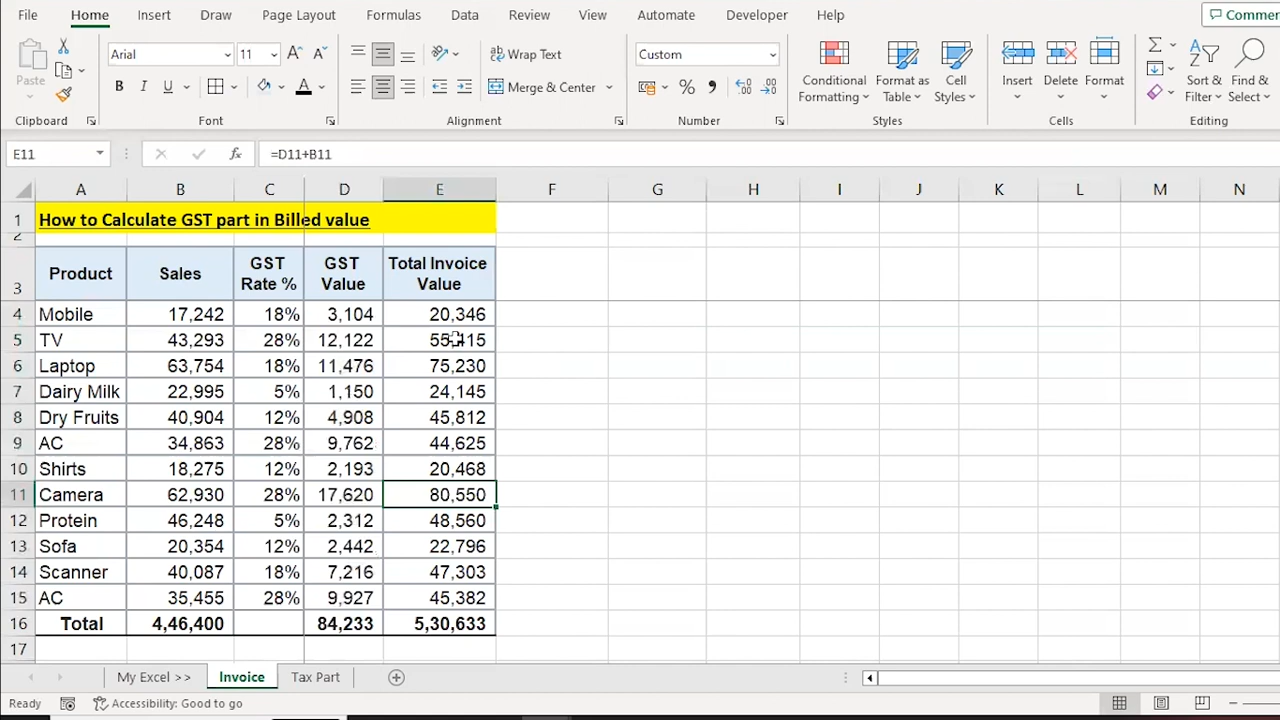 File Home Insert Draw Page Layout Formulas Data Review View Automate Developer Help
Arial 11 Wrap Text Custom
Paste B I U A Merge & Center % Conditional Formatting Format as Table Cell Styles Insert Delete Format Sort & Filter Find & Select
Clipboard Font Alignment Number Styles Cells Editing
E11 fx =D11+B11
A B C D E F G H I J K L M N
1 How to Calculate GST part in Billed value
2
3 Product Sales GST Rate % GST Value Total Invoice Value
4 Mobile 17,242 18% 3,104 20,346
5 TV 43,293 28% 12,122 55,415
6 Laptop 63,754 18% 11,476 75,230
7 Dairy Milk 22,995 5% 1,150 24,145
8 Dry Fruits 40,904 12% 4,908 45,812
9 AC 34,863 28% 9,762 44,625
10 Shirts 18,275 12% 2,193 20,468
11 Camera 62,930 28% 17,620 80,550
12 Protein 46,248 5% 2,312 48,560
13 Sofa 20,354 12% 2,442 22,796
14 Scanner 40,087 18% 7,216 47,303
15 AC 35,455 28% 9,927 45,382
16 Total 4,46,400 84,233 5,30,633
17
My Excel >> Invoice Tax Part
Ready Accessibility: Good to go